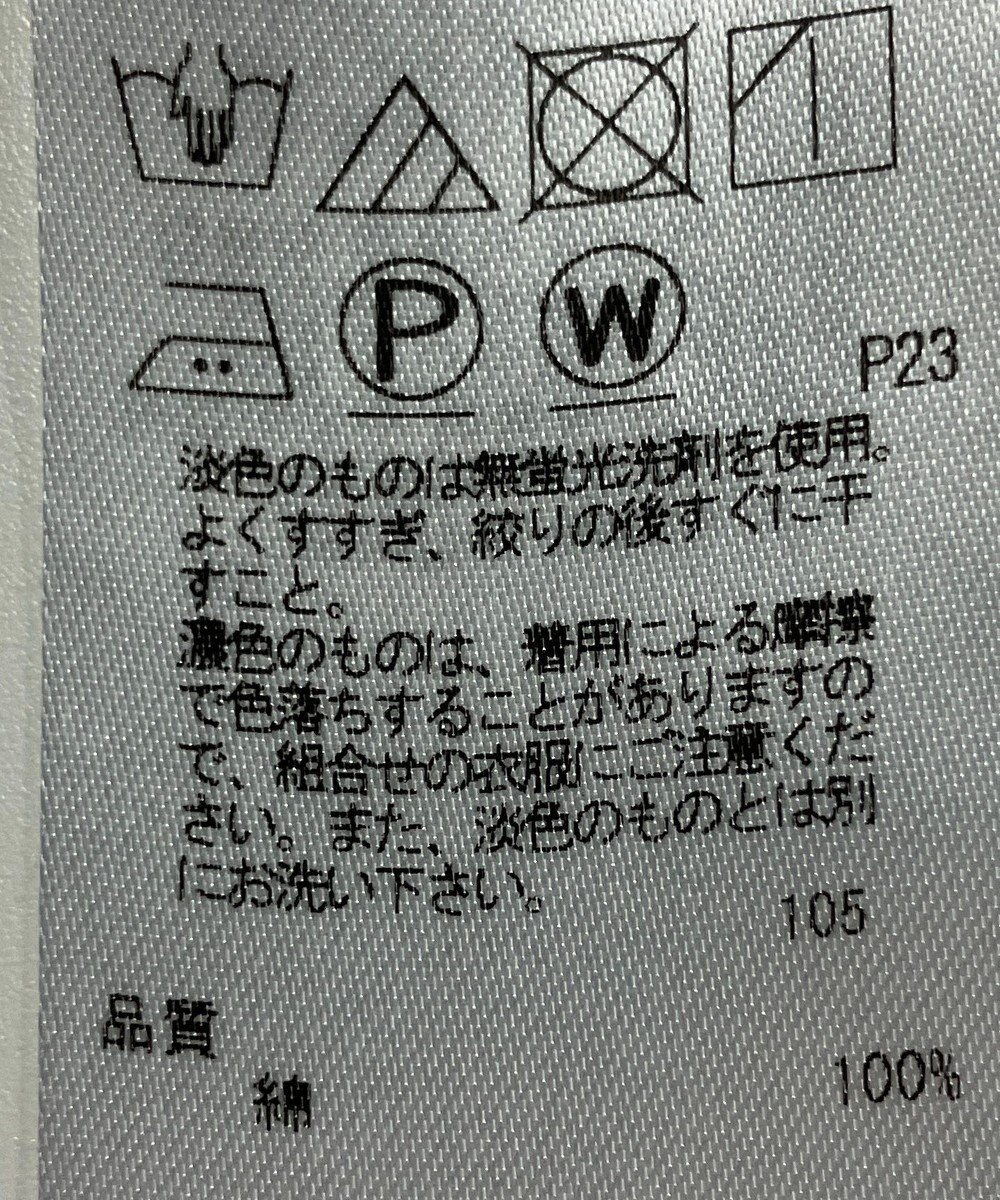 P
W
P23
淡色のものは無蛍光洗剤を使用。
よくすすぎ、絞りの後すぐに干
すこと。
濃色のものは、着用による摩擦
で色落ちすることがありますの
で、組合せの衣服にご注意くだ
さい。また、淡色のものとは別
にお洗い下さい。
105
品質
綿 100%